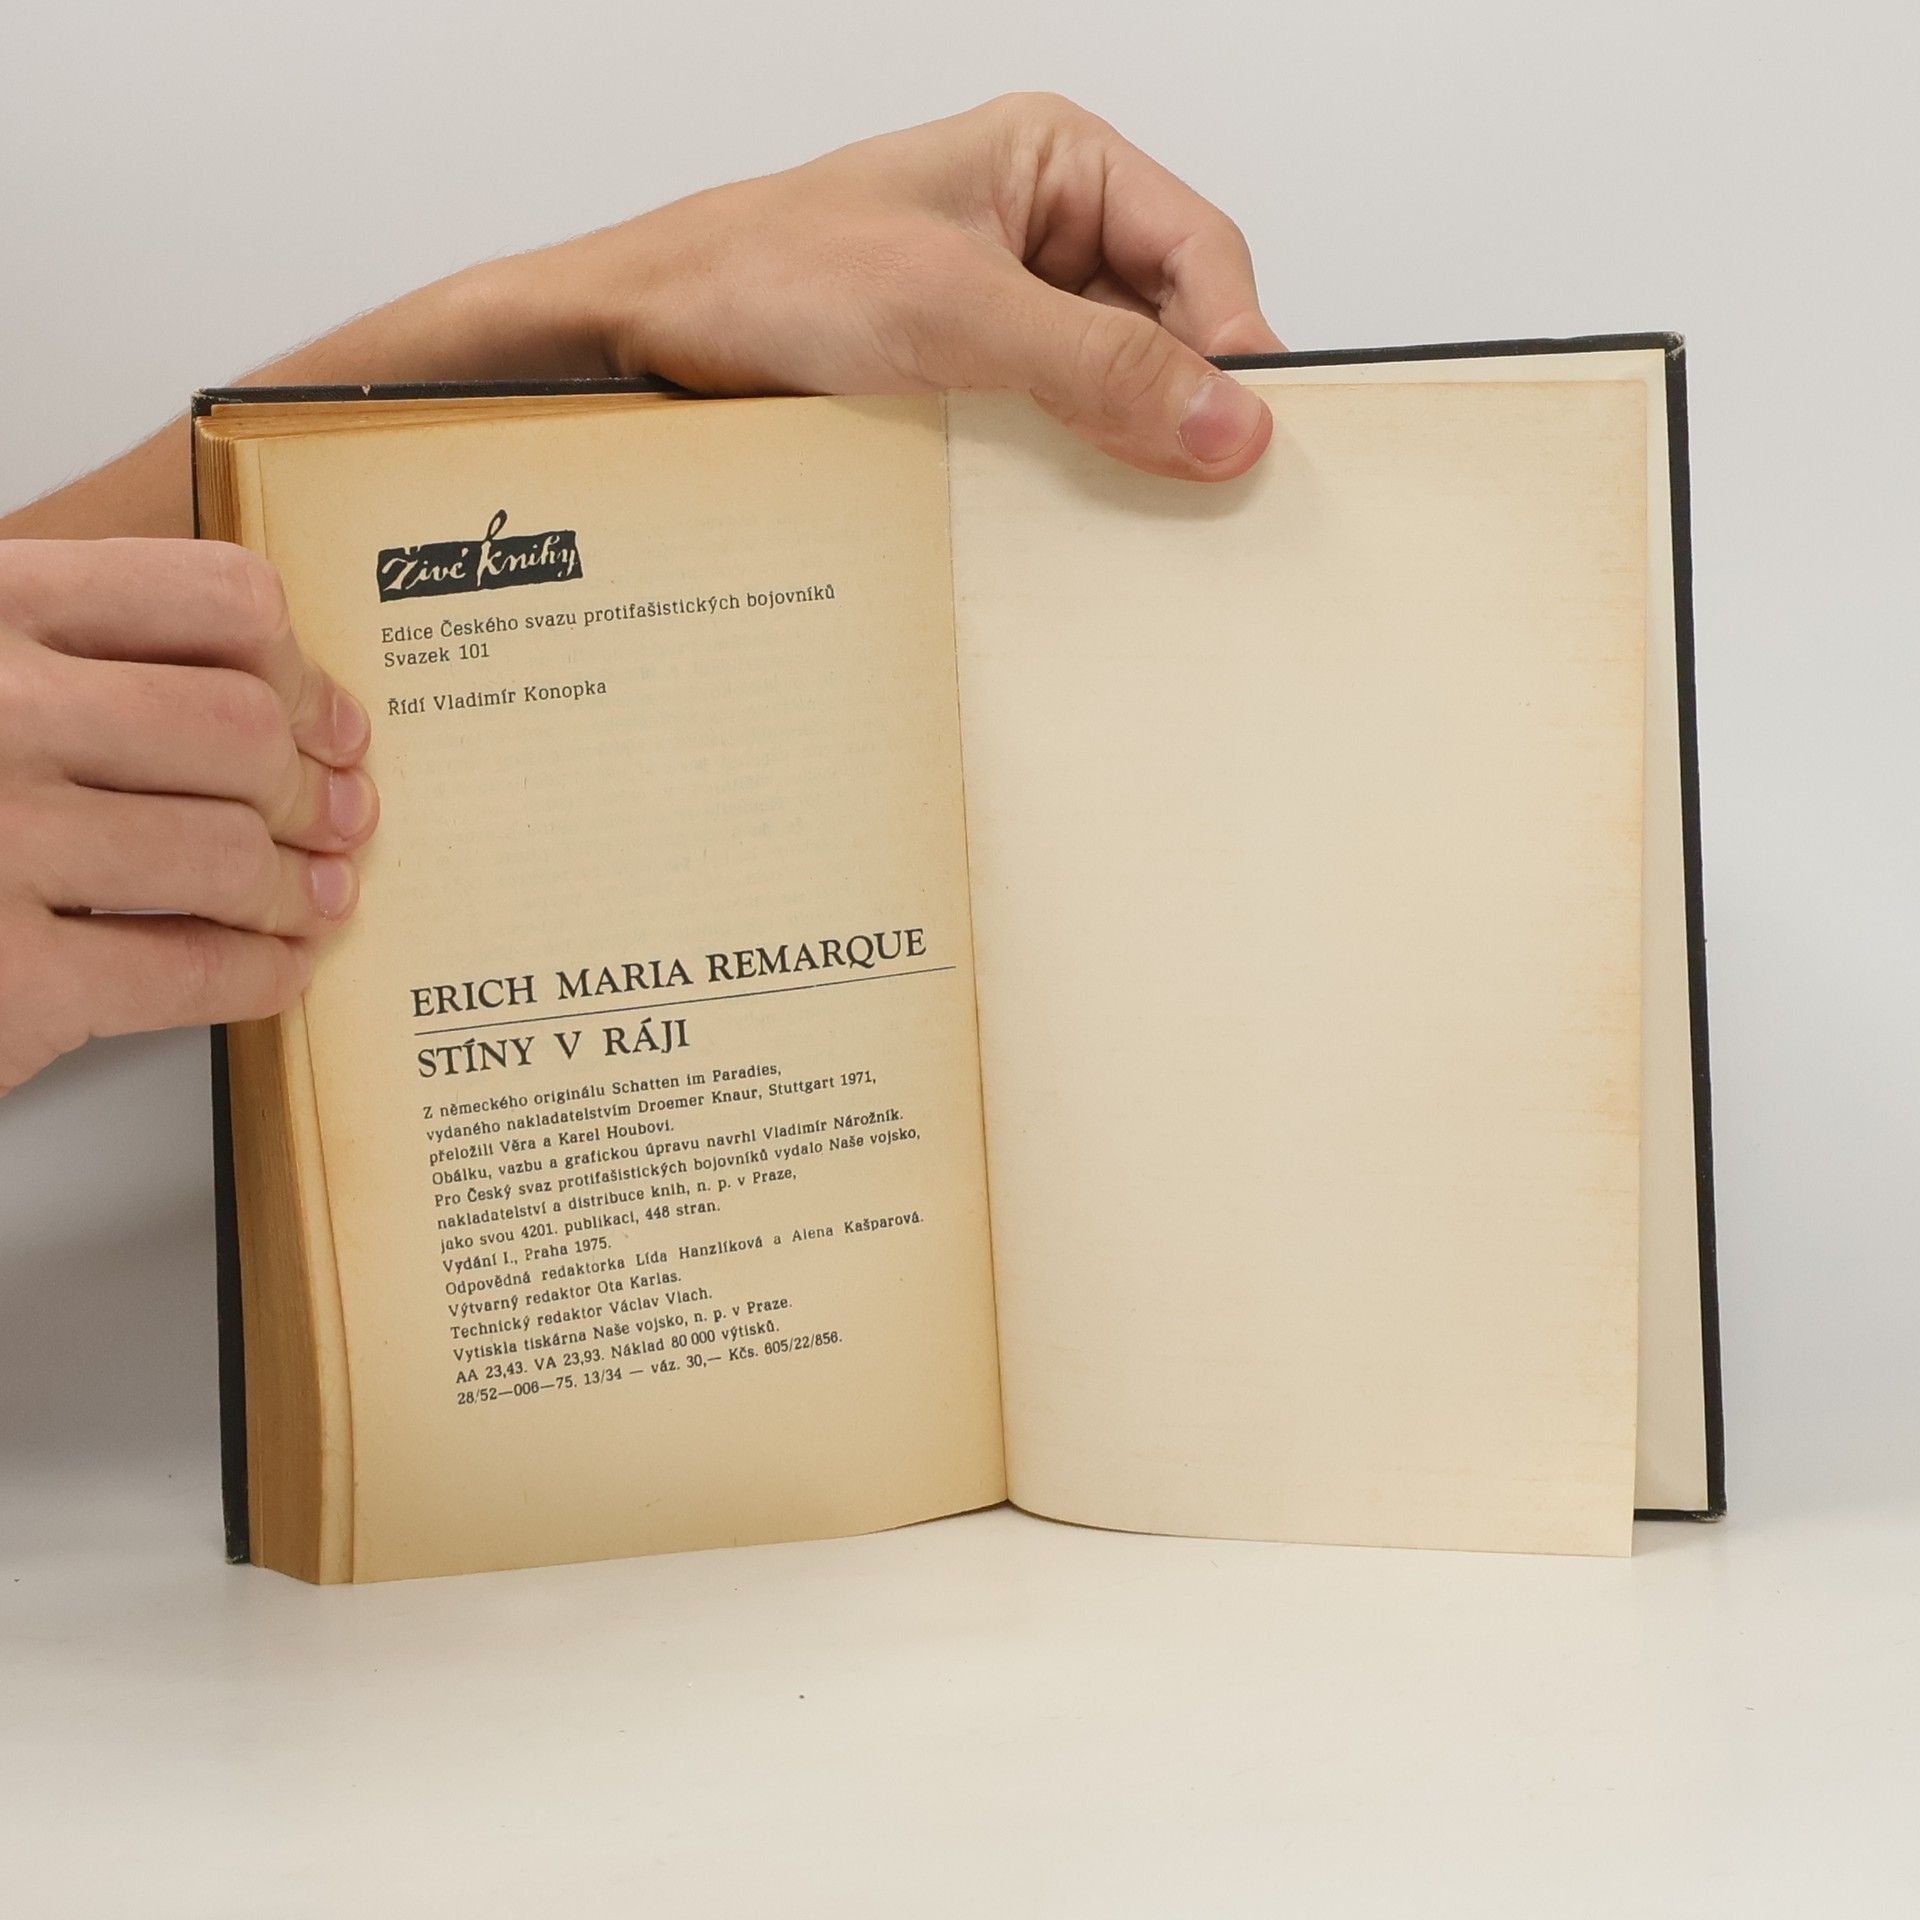 Živé knihy
Edice Českého svazu protifašistických bojovníků
Svazek 101
Řídí Vladimír Konopka
ERICH MARIA REMARQUE
STÍNY V RÁJI
Z německého originálu Schatten im Paradies,
vydaného nakladatelstvím Droemer Knaur, Stuttgart 1971,
přeložili Věra a Karel Houbovi.
Obálku, vazbu a grafickou úpravu navrhl Vladimír Nárožník.
Pro Český svaz protifašistických bojovníků vydalo Naše vojsko,
nakladatelství a distribuce knih, n. p. v Praze,
jako svou 4201. publikaci, 448 stran.
Vydání I., Praha 1975.
Odpovědná redaktorka Lída Hanzlíková a Alena Kašparová.
Výtvarný redaktor Ota Karlas.
Technický redaktor Václav Vlach.
Vytiskla tiskárna Naše vojsko, n. p. v Praze.
AA 23,43. VA 23,93. Náklad 80 000 výtisků.
28/52—006—75. 13/34 — váz. 30,— Kčs. 605/22/856.